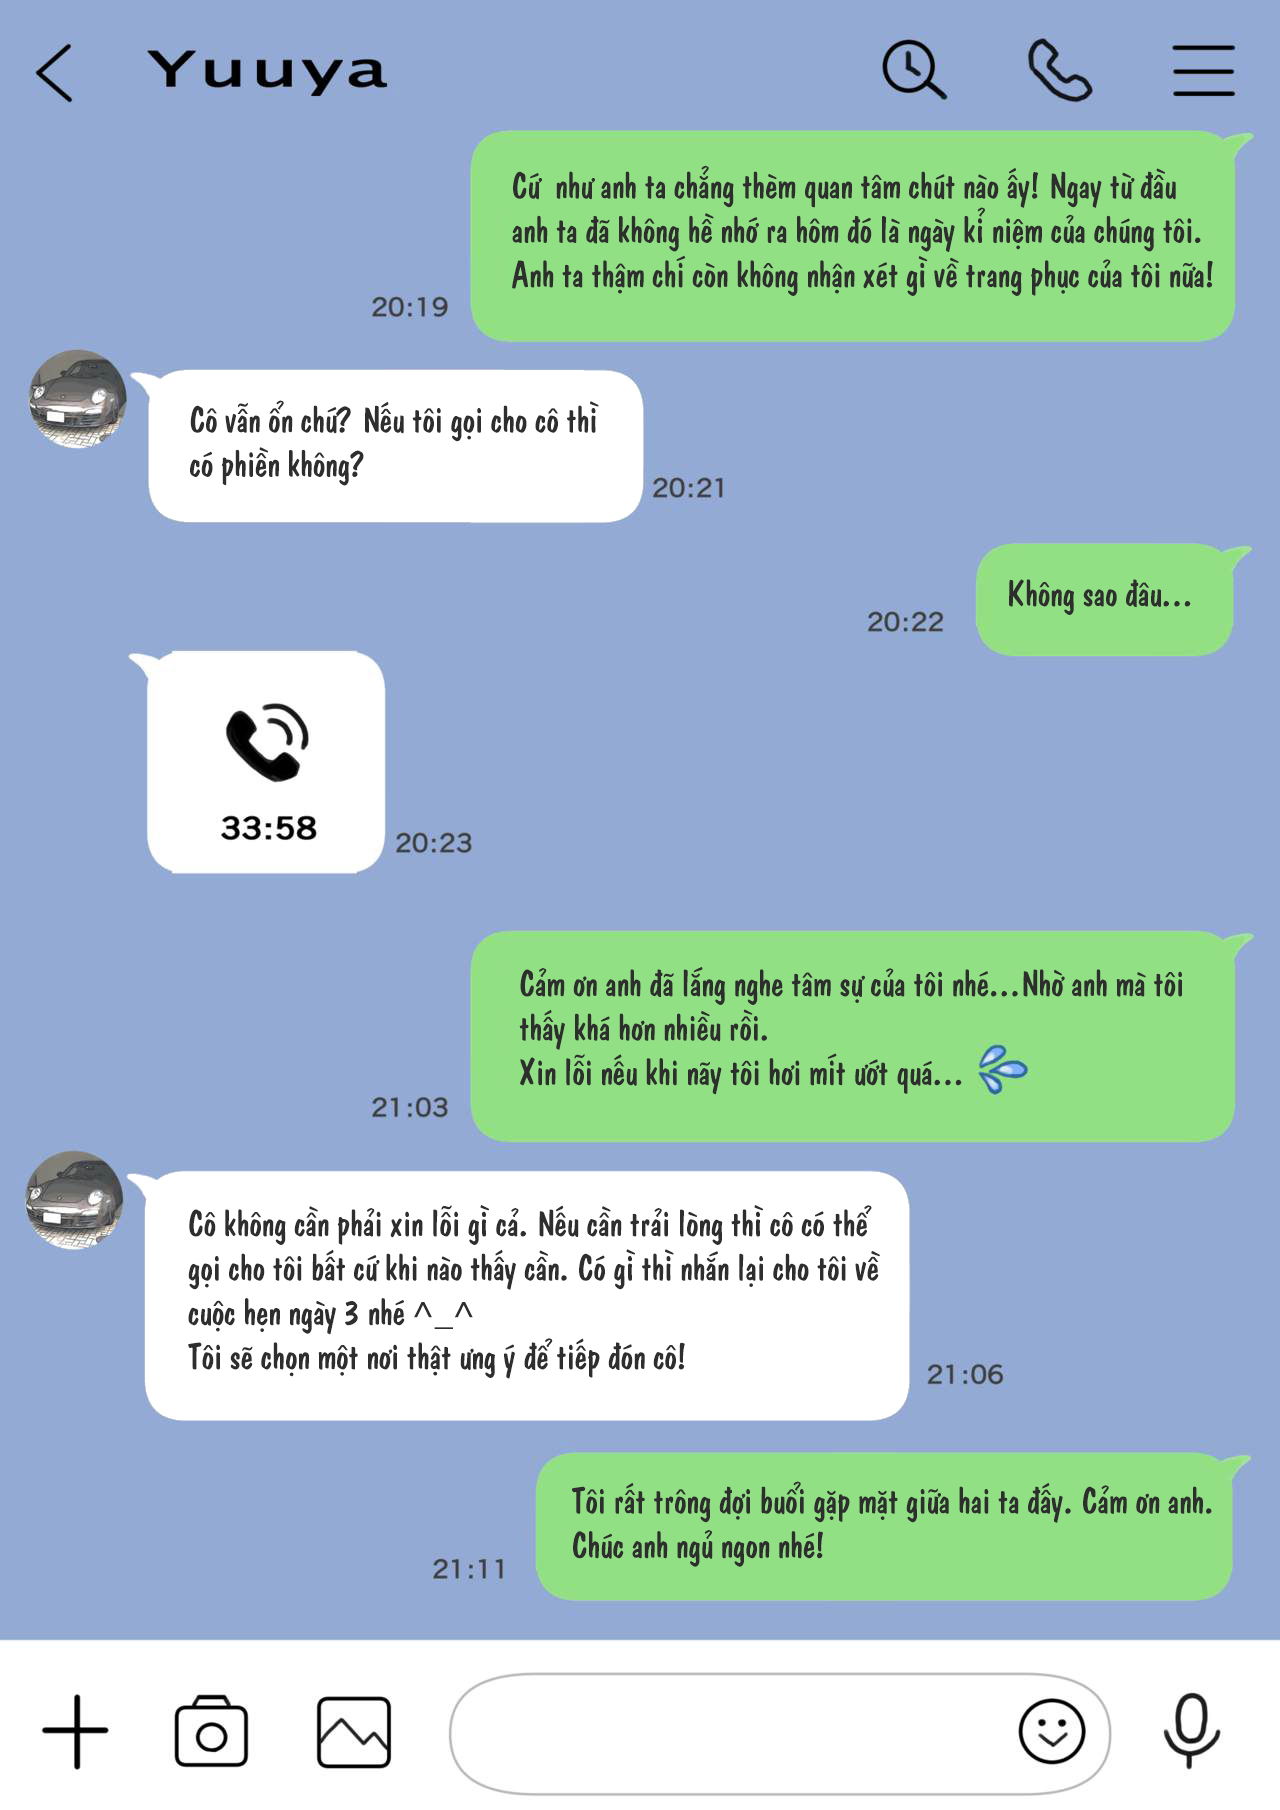 Yuuya
Cứ như anh ta chẳng thèm quan tâm chút nào ấy! Ngay từ đầu
anh ta đã không hề nhớ ra hôm đó là ngày kỉ niệm của chúng tôi.
Anh ta thậm chí còn không nhận xét gì về trang phục của tôi nữa!
20:19
Cô vẫn ổn chứ? Nếu tôi gọi cho cô thì
có phiền không?
20:21
Không sao đâu...
20:22
33:58
20:23
Cảm ơn anh đã lắng nghe tâm sự của tôi nhé...Nhờ anh mà tôi
thấy khá hơn nhiều rồi.
Xin lỗi nếu khi nãy tôi hơi mít ướt quá... 💦
21:03
Cô không cần phải xin lỗi gì cả. Nếu cần trải lòng thì cô có thể
gọi cho tôi bất cứ khi nào thấy cần. Có gì thì nhắn lại cho tôi về
cuộc hẹn ngày 3 nhé ^_^
Tôi sẽ chọn một nơi thật ưng ý để tiếp đón cô!
21:06
Tôi rất trông đợi buổi gặp mặt giữa hai ta đấy. Cảm ơn anh.
Chúc anh ngủ ngon nhé!
21:11